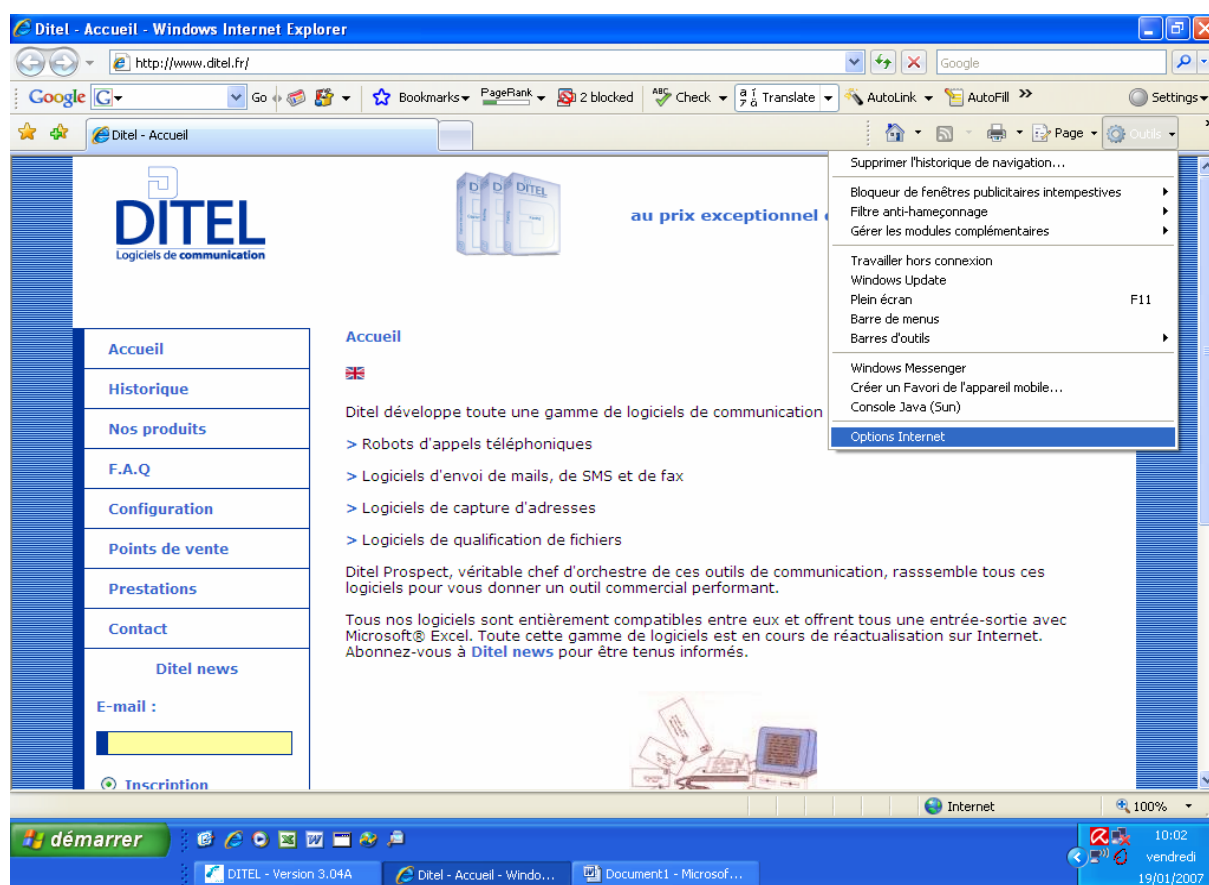 Ditel - Accueil - Windows Internet Explorer
http://www.ditel.fr/
Google
Google G Go Bookmarks PageRank 2 blocked Check Translate AutoLink AutoFill >> Settings
Ditel - Accueil
Page Outils
Supprimer l'historique de navigation...
Bloqueur de fenêtres publicitaires intempestives
Filtre anti-hameçonnage
Gérer les modules complémentaires
Travailler hors connexion
Windows Update
Plein écran F11
Barre de menus
Barres d'outils
Windows Messenger
Créer un Favori de l'appareil mobile...
Console Java (Sun)
Options Internet
DITEL
Logiciels de communication
DITEL
au prix exceptionnel
Accueil
Historique
Nos produits
F.A.Q
Configuration
Points de vente
Prestations
Contact
Ditel news
E-mail :
Inscription
Accueil
Ditel développe toute une gamme de logiciels de communication
> Robots d'appels téléphoniques
> Logiciels d'envoi de mails, de SMS et de fax
> Logiciels de capture d'adresses
> Logiciels de qualification de fichiers
Ditel Prospect, véritable chef d'orchestre de ces outils de communication, rasssemble tous ces
logiciels pour vous donner un outil commercial performant.
Tous nos logiciels sont entièrement compatibles entre eux et offrent tous une entrée-sortie avec
Microsoft® Excel. Toute cette gamme de logiciels est en cours de réactualisation sur Internet.
Abonnez-vous à Ditel news pour être tenus informés.
Internet 100%
démarrer
DITEL - Version 3.04A
Ditel - Accueil - Windo...
Document1 - Microsof...
10:02
vendredi
19/01/2007